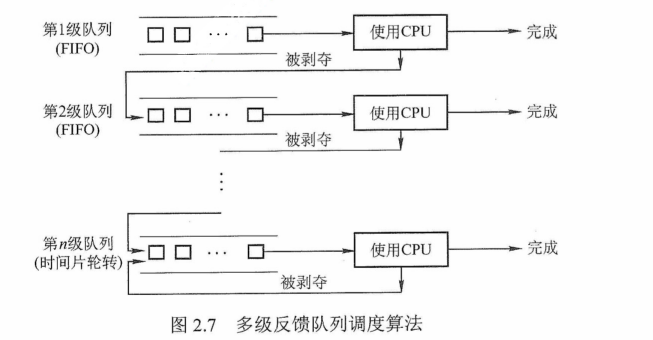 第1级队列
(FIFO)
··· 使用CPU 完成
被剥夺
第2级队列
(FIFO)
··· 使用CPU 完成
被剥夺
⋮
第n级队列
(时间片轮转)
··· 使用CPU 完成
被剥夺
图 2.7 多级反馈队列调度算法